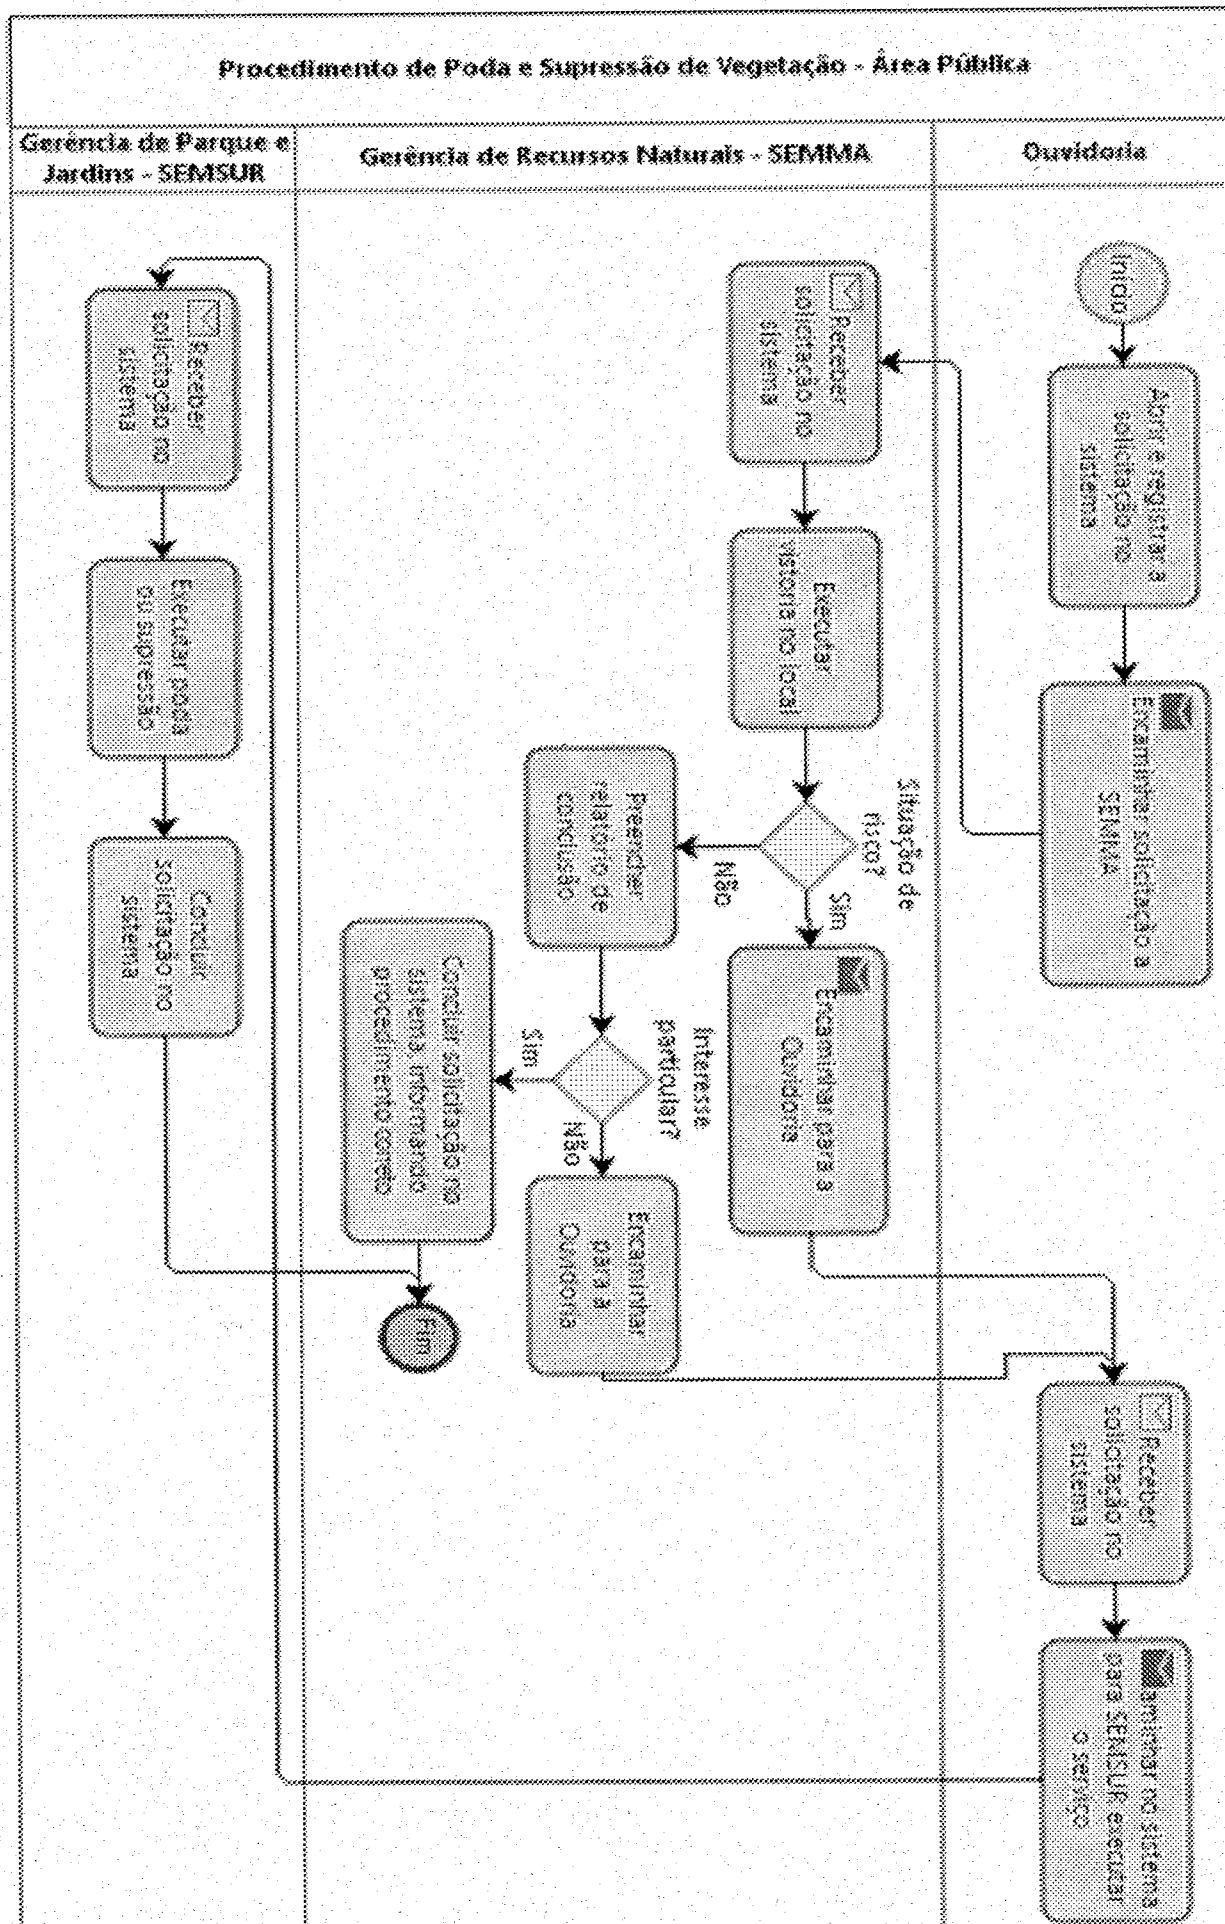 Procedimento de Poda e Supressão de Vegetação - Área Pública
Gerência de Parque e
Jardins - SEMSUR
Gerência de Recursos Naturais - SEMMA
Ouvidoria
Início
Abrir e registrar a
solicitação no
sistema
Encaminhar solicitação a
SEMMA
Receber
solicitação no
sistema
Executar
vistoria no local
Situação de
risco?
Sim
Não
Encaminhar para a
Ouvidoria
Preencher
relatório de
conclusão
Interesse
particular?
Sim
Não
Encaminhar
para a
Ouvidoria
Concluir solicitação no
sistema, informando
procedimento correto
Fim
Receber
solicitação no
sistema
aminhar no sistema
para SEMSUR executar
o serviço
Receber
solicitação no
sistema
Executar poda
ou supressão
Concluir
solicitação no
sistema